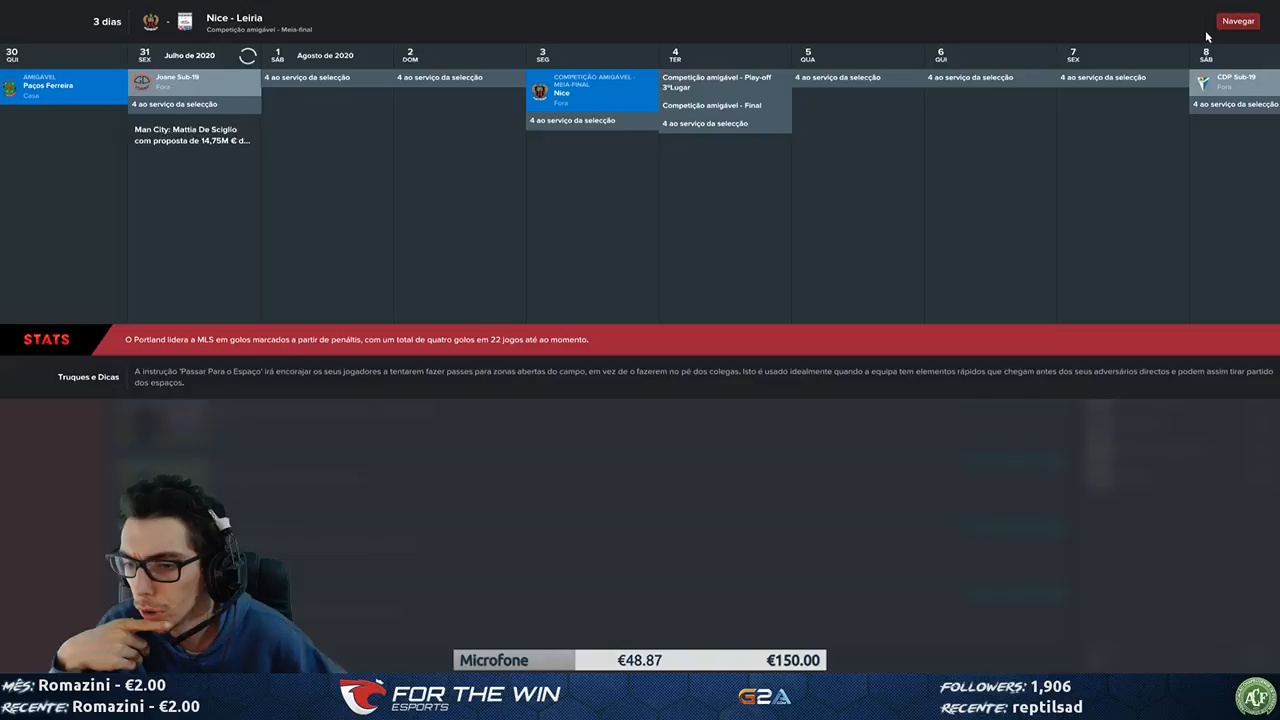 3 dias
Nice - Leiria
Competição amigável - Meia-final
Navegar
30
QUI
31
SEX
Julho de 2020
1
SÁB
Agosto de 2020
2
DOM
3
SEG
4
TER
5
QUA
6
QUI
7
SEX
8
SÁB
AMIGÁVEL
Paços Ferreira
Casa
Joane Sub-19
Fora
4 ao serviço da selecção
Man City: Mattia De Sciglio
com proposta de 14,75M € d...
4 ao serviço da selecção
4 ao serviço da selecção
COMPETIÇÃO AMIGÁVEL -
MEIA-FINAL
Nice
Fora
4 ao serviço da selecção
Competição amigável - Play-off
3ºLugar
Competição amigável - Final
4 ao serviço da selecção
4 ao serviço da selecção
4 ao serviço da selecção
4 ao serviço da selecção
CDP Sub-19
Fora
4 ao serviço da selecção
STATS
O Portland lidera a MLS em golos marcados a partir de penáltis, com um total de quatro golos em 22 jogos até ao momento.
Truques e Dicas
A instrução 'Passar Para o Espaço' irá encorajar os seus jogadores a tentarem fazer passes para zonas abertas do campo, em vez de o fazerem no pé dos colegas. Isto é usado idealmente quando a equipa tem elementos rápidos que chegam antes dos seus adversários directos e podem assim tirar partido
dos espaços.
Microfone
€48.87
€150.00
MÊS: Romazini - €2.00
RECENTE: Romazini - €2.00
FOR THE WIN
ESPORTS
G2A
FOLLOWERS: 1,906
RECENTE: reptilsad